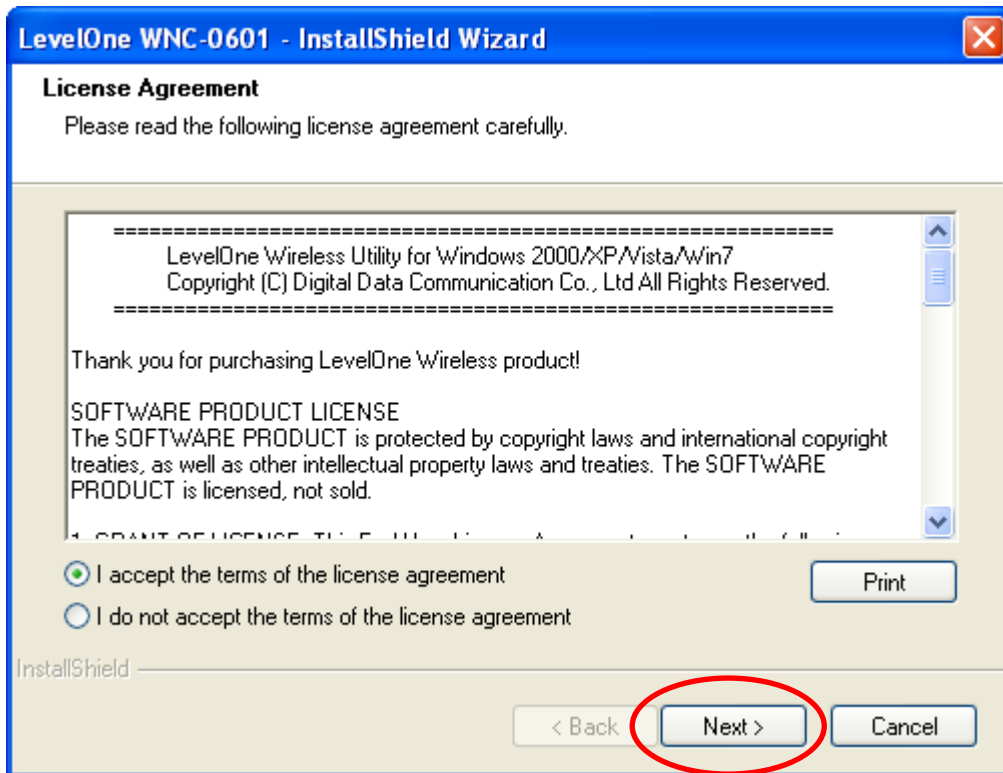 LevelOne WNC-0601 - InstallShield Wizard
License Agreement
Please read the following license agreement carefully.
============================================================
LevelOne Wireless Utility for Windows 2000/XP/Vista/Win7
Copyright (C) Digital Data Communication Co., Ltd All Rights Reserved.
============================================================
Thank you for purchasing LevelOne Wireless product!
SOFTWARE PRODUCT LICENSE
The SOFTWARE PRODUCT is protected by copyright laws and international copyright
treaties, as well as other intellectual property laws and treaties. The SOFTWARE
PRODUCT is licensed, not sold.
I accept the terms of the license agreement
Print
I do not accept the terms of the license agreement
InstallShield
< Back
Next >
Cancel